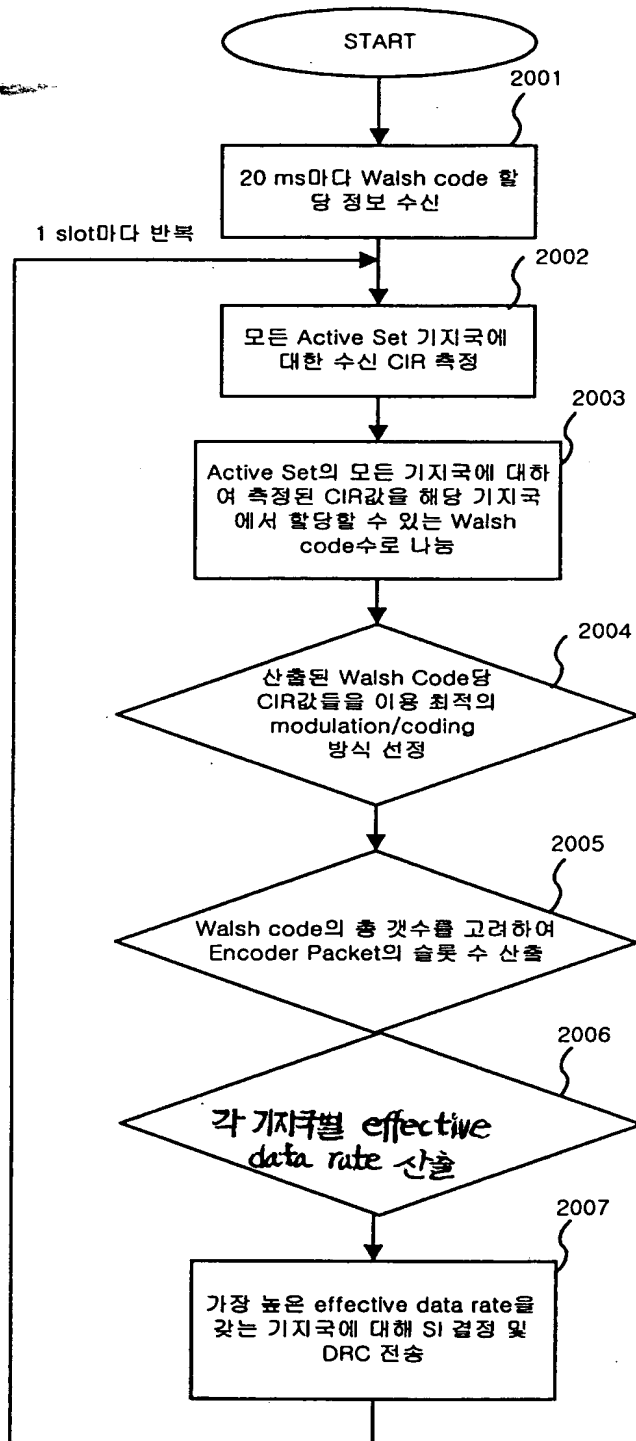 START
2001
20 ms마다 Walsh code 할
당 정보 수신
1 slot마다 반복
2002
모든 Active Set 기지국에
대한 수신 CIR 측정
2003
Active Set의 모든 기지국에 대하
여 측정된 CIR값을 해당 기지국
에서 할당할 수 있는 Walsh
code수로 나눔
2004
산출된 Walsh Code당
CIR값들을 이용 최적의
modulation/coding
방식 선정
2005
Walsh code의 총 갯수를 고려하여
Encoder Packet의 슬롯 수 산출
2006
각 기지국별 effective
data rate 산출
2007
가장 높은 effective data rate을
갖는 기지국에 대해 SI 결정 및
DRC 전송